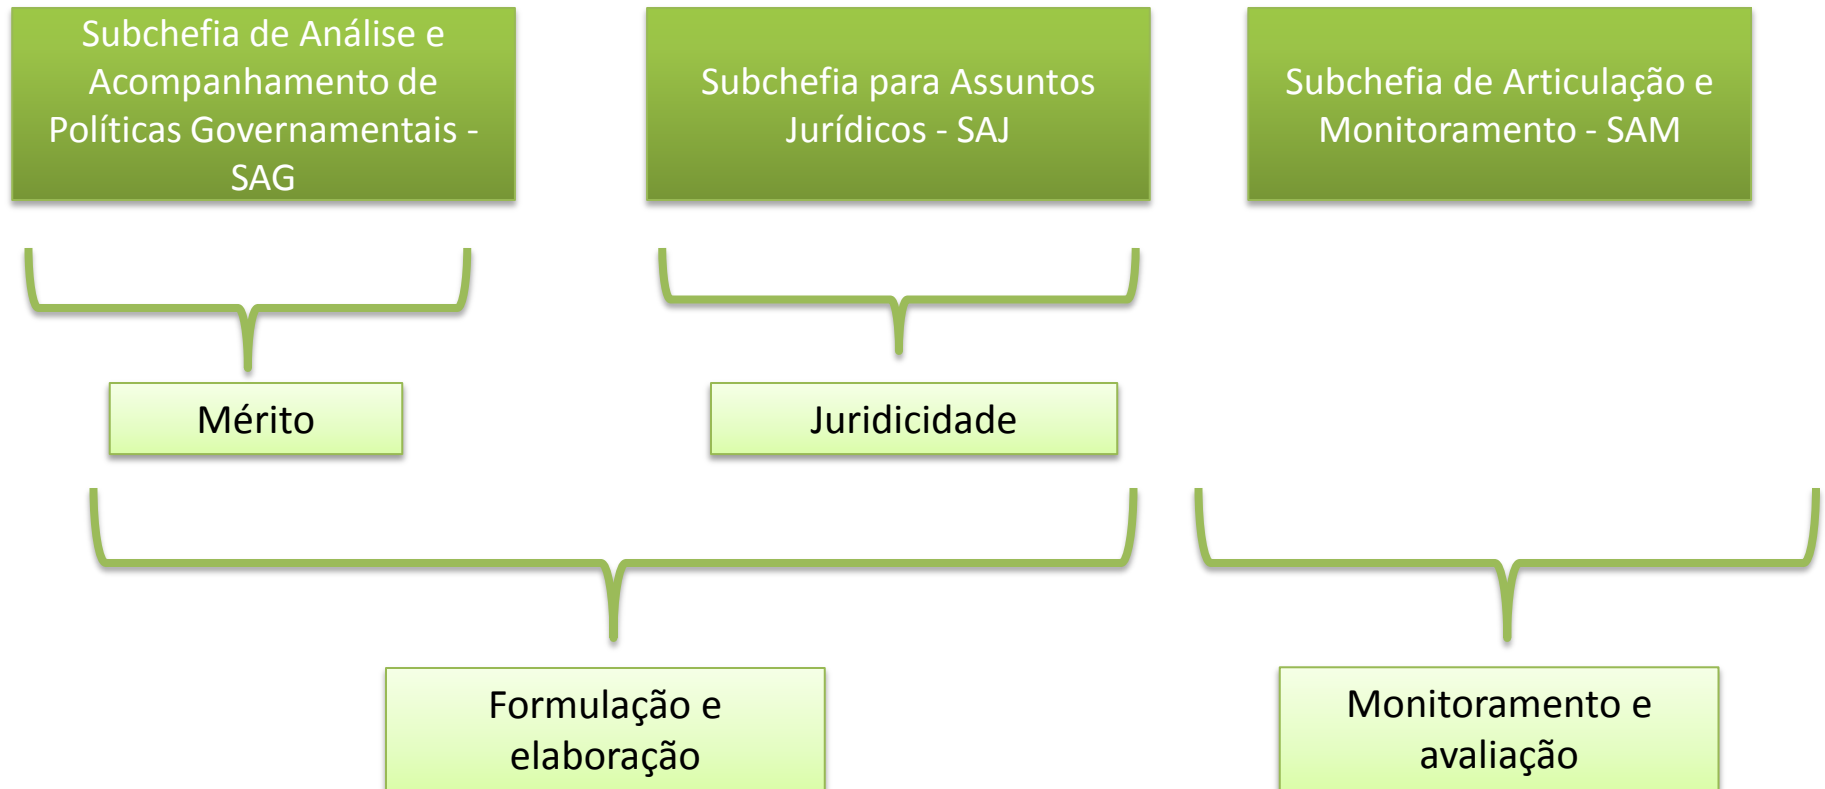 Subchefia de Análise e
Acompanhamento de
Políticas Governamentais -
SAG
Subchefia para Assuntos
Jurídicos - SAJ
Subchefia de Articulação e
Monitoramento - SAM
Mérito
Juridicidade
Formulação e
elaboração
Monitoramento e
avaliação